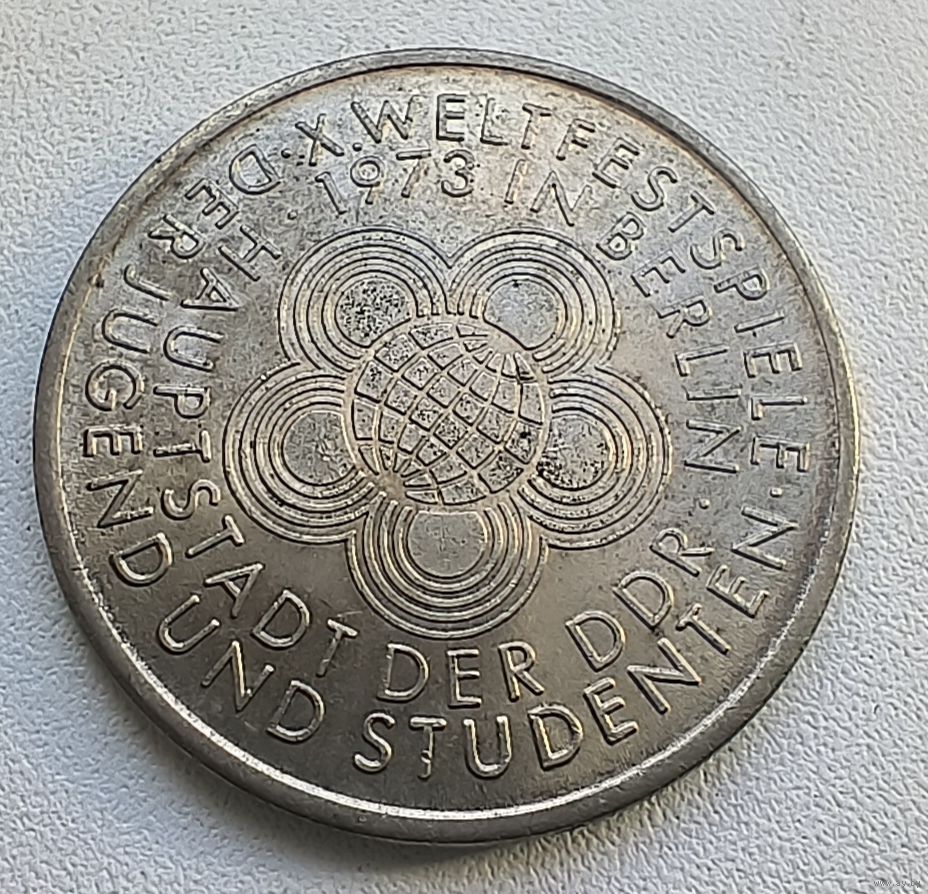 X. WELTFESTSPIELE · DER JUGEND UND STUDENTEN ·
1973 IN BERLIN · HAUPTSTADT DER DDR ·